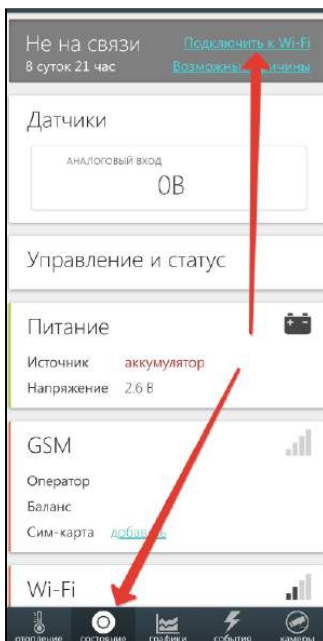 Не на связи
Подключить к Wi-Fi
8 суток 21 час
Возможные причины
Датчики
АНАЛОГОВЫЙ ВХОД
0В
Управление и статус
Питание
Источник аккумулятор
Напряжение 2.6 В
GSM
Оператор
Баланс
Сим-карта добавить
Wi-Fi
отопление состояние графики события камеры